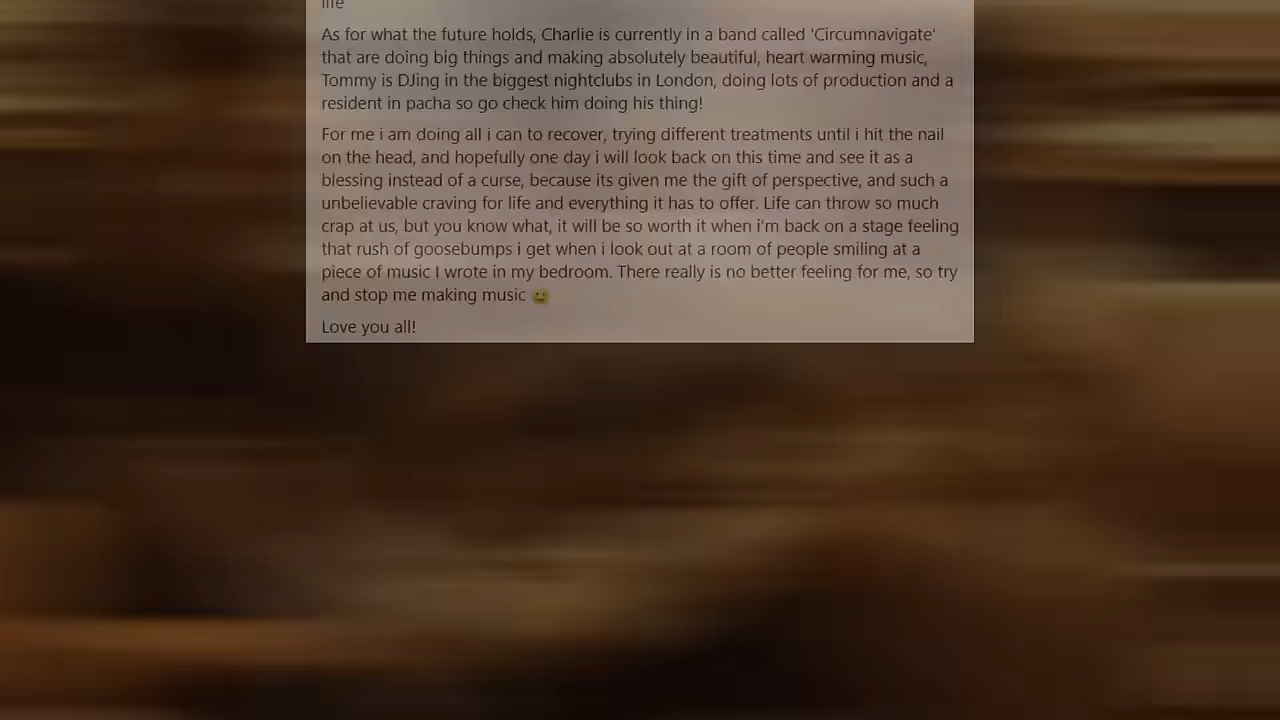 life
As for what the future holds, Charlie is currently in a band called 'Circumnavigate'
that are doing big things and making absolutely beautiful, heart warming music,
Tommy is DJing in the biggest nightclubs in London, doing lots of production and a
resident in pacha so go check him doing his thing!
For me i am doing all i can to recover, trying different treatments until i hit the nail
on the head, and hopefully one day i will look back on this time and see it as a
blessing instead of a curse, because its given me the gift of perspective, and such a
unbelievable craving for life and everything it has to offer. Life can throw so much
crap at us, but you know what, it will be so worth it when i'm back on a stage feeling
that rush of goosebumps i get when i look out at a room of people smiling at a
piece of music I wrote in my bedroom. There really is no better feeling for me, so try
and stop me making music 🙂
Love you all!